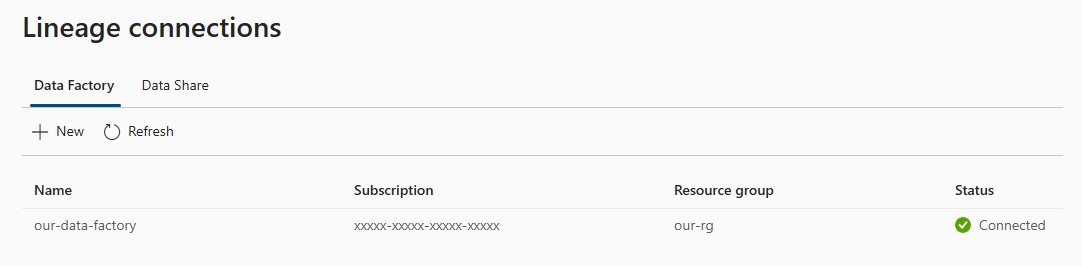 Lineage connections
Data Factory Data Share
New Refresh
Name Subscription Resource group Status
our-data-factory xxxxx-xxxxx-xxxxx-xxxxx our-rg Connected